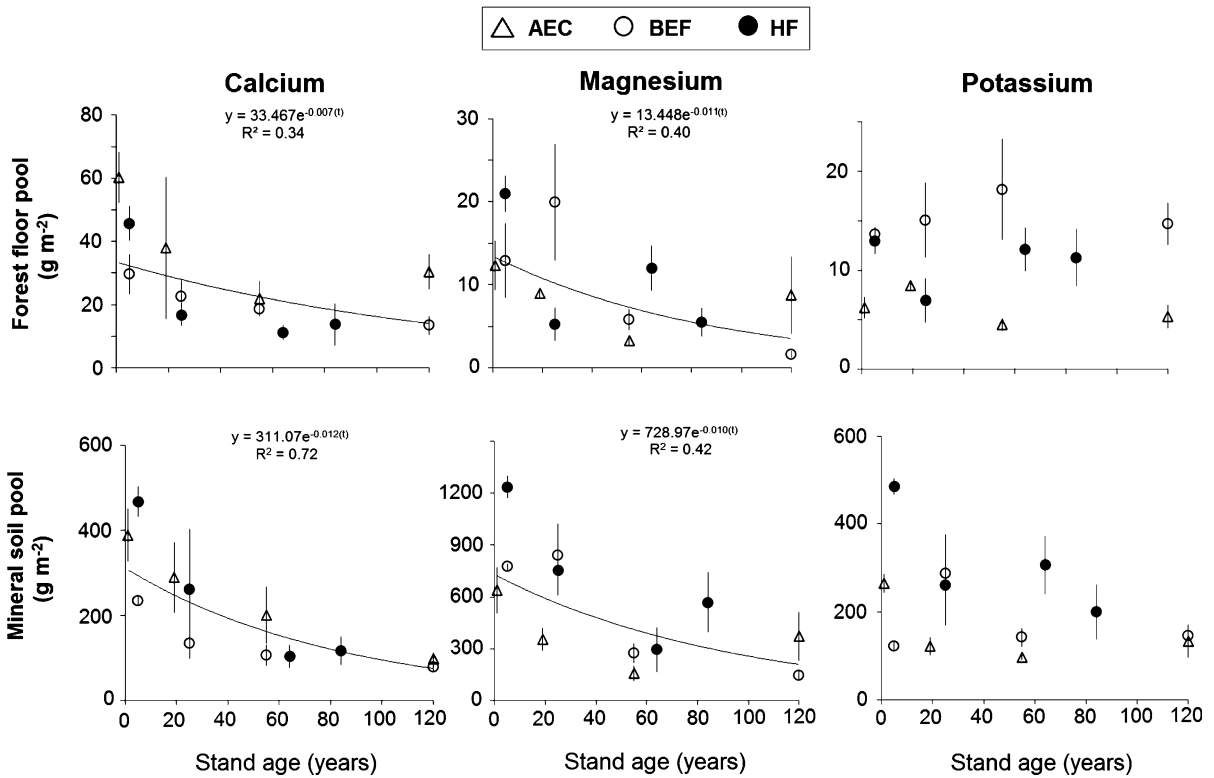 AEC BEF HF
Calcium Magnesium Potassium
Forest floor pool
(g m-2)
80
60
40
20
0
y = 33.467e-0.007(t)
R² = 0.34
30
20
10
0
y = 13.448e-0.011(t)
R² = 0.40
20
10
0
Mineral soil pool
(g m-2)
600
400
200
0
y = 311.07e-0.012(t)
R2 = 0.72
0 20 40 60 80 100 120
Stand age (years)
1200
900
600
300
0
y = 728.97e-0.010(t)
R2 = 0.42
0 20 40 60 80 100 120
Stand age (years)
600
400
200
0
0 20 40 60 80 100 120
Stand age (years)